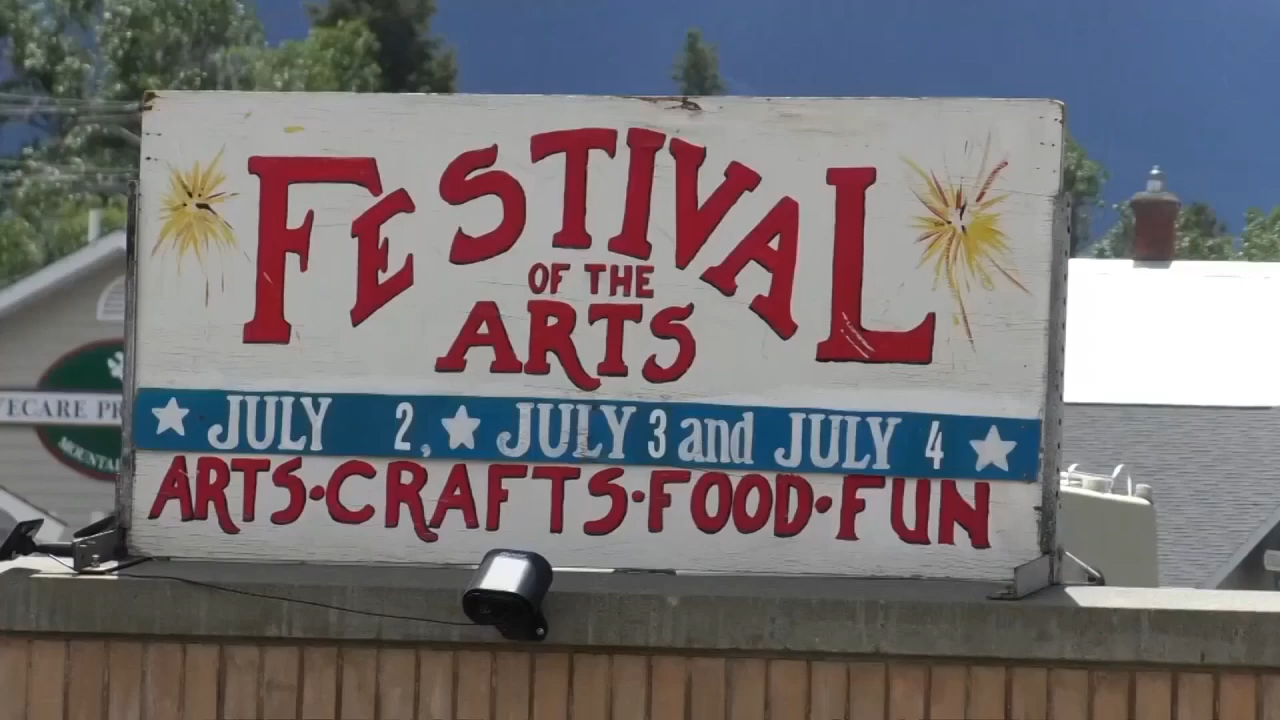 FESTIVAL
OF THE
ARTS
JULY 2, JULY 3 and JULY 4
ARTS·CRAFTS·FOOD·FUN